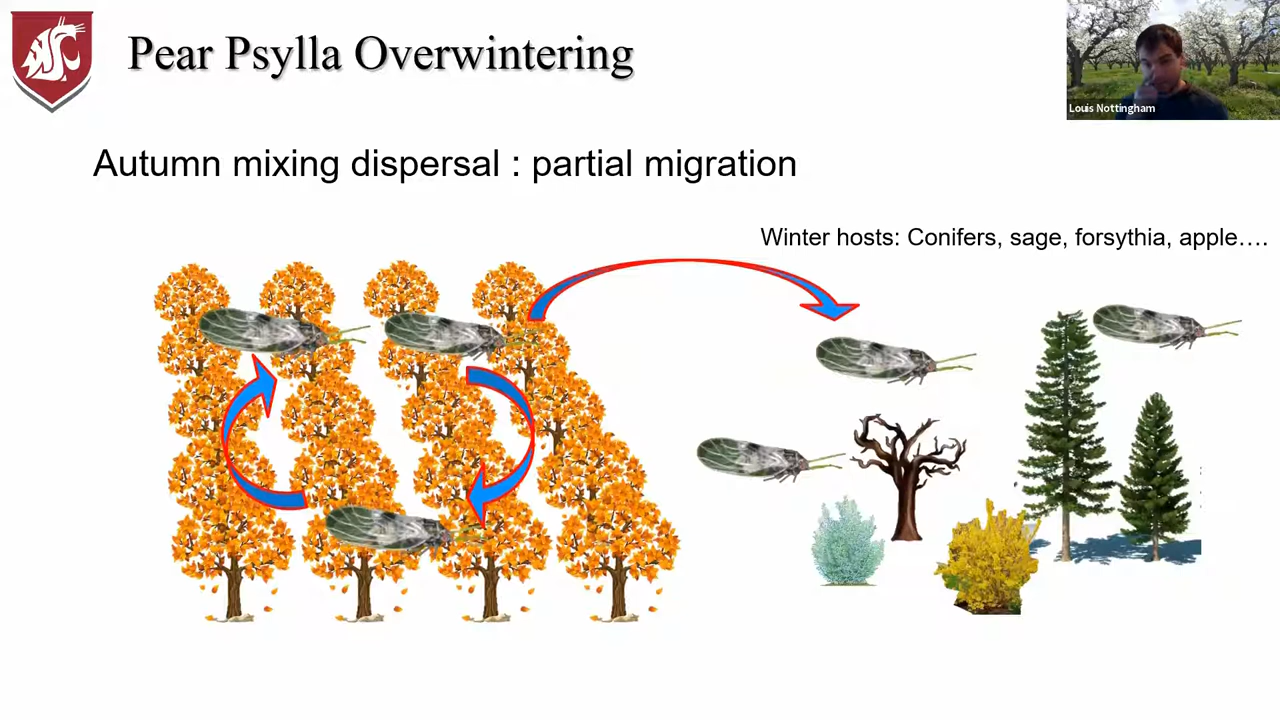 Pear Psylla Overwintering
Louis Nottingham
Autumn mixing dispersal : partial migration
Winter hosts: Conifers, sage, forsythia, apple….